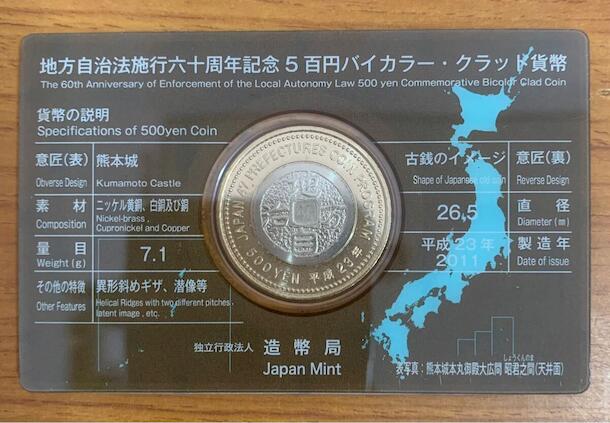 地方自治法施行六十周年記念5百円バイカラー・クラッド貨幣
The 60th Anniversary of Enforcement of the Local Autonomy Law 500 yen Commemorative Bicolor Clad Coin
貨幣の説明
Specifications of 500yen Coin
意匠(表) 熊本城
Obverse Design Kumamoto Castle
古銭のイメージ 意匠(裏)
Shape of Japanese old coin Reverse Design
素材 ニッケル黄銅、白銅及び銅
Composition Nickel-brass, Cupronickel and Copper
26.5 直径
Diameter(㎜)
量目 7.1
Weight(g)
平成23年 製造年
2011 Date of issue
その他の特徴 異形斜めギザ、潜像等
Other Features Helical Ridges with two different pitches,
latent image, etc.
JAPAN 47 PREFECTURES COIN PROGRAM
500YEN 平成23年
独立行政法人 造幣局
Japan Mint
しょうくんのま
表写真:熊本城本丸御殿大広間 昭君之間(天井面)